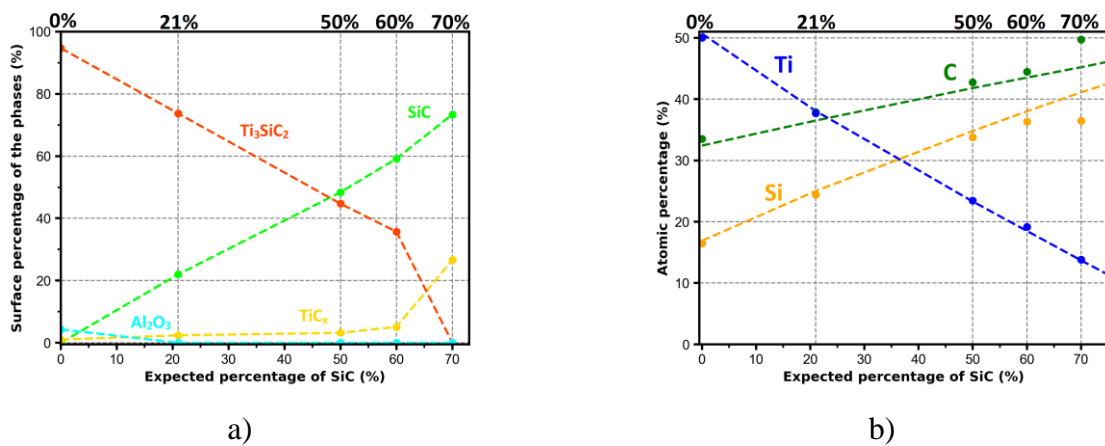 0% 21% 50% 60% 70%
100
80
60
40
20
0
Surface percentage of the phases (%)
Ti₃SiC₂
SiC
Al₂O₃
TiCₓ
0 10 20 30 40 50 60 70
Expected percentage of SiC (%)
a)
0% 21% 50% 60% 70%
50
40
30
20
10
0
Atomic percentage (%)
Ti
C
Si
0 10 20 30 40 50 60 70
Expected percentage of SiC (%)
b)